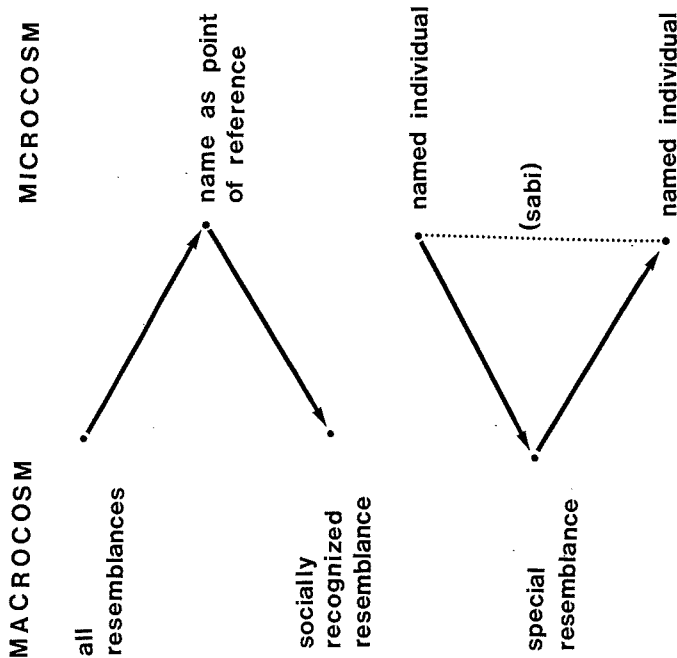 MACROCOSM
MICROCOSM
all
resemblances
name as point
of reference
socially
recognized
resemblance
named individual
(sabi)
special
resemblance
named individual